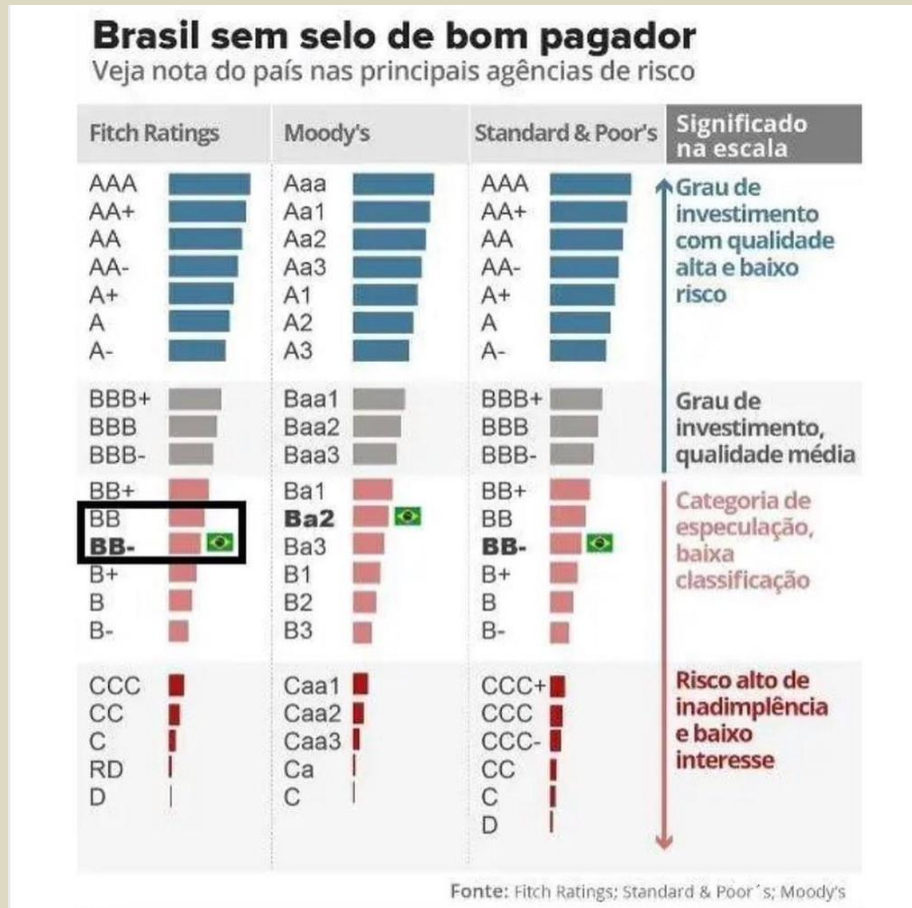 Brasil sem selo de bom pagador
Veja nota do país nas principais agências de risco
Fitch Ratings
AAA
AA+
AA
AA-
A+
A
A-
BBB+
BBB
BBB-
BB+
BB
BB-
B+
B
B-
CCC
CC
C
RD
D
Moody's
Aaa
Aa1
Aa2
Aa3
A1
A2
A3
Baa1
Baa2
Baa3
Ba1
Ba2
Ba3
B1
B2
B3
Caa1
Caa2
Caa3
Ca
C
Standard & Poor's
AAA
AA+
AA
AA-
A+
A
A-
BBB+
BBB
BBB-
BB+
BB
BB-
B+
B
B-
CCC+
CCC
CCC-
CC
C
D
Significado
na escala
Grau de
investimento
com qualidade
alta e baixo
risco
Grau de
investimento,
qualidade média
Categoria de
especulação,
baixa
classificação
Risco alto de
inadimplência
e baixo
interesse
Fonte: Fitch Ratings; Standard & Poor´s; Moody's